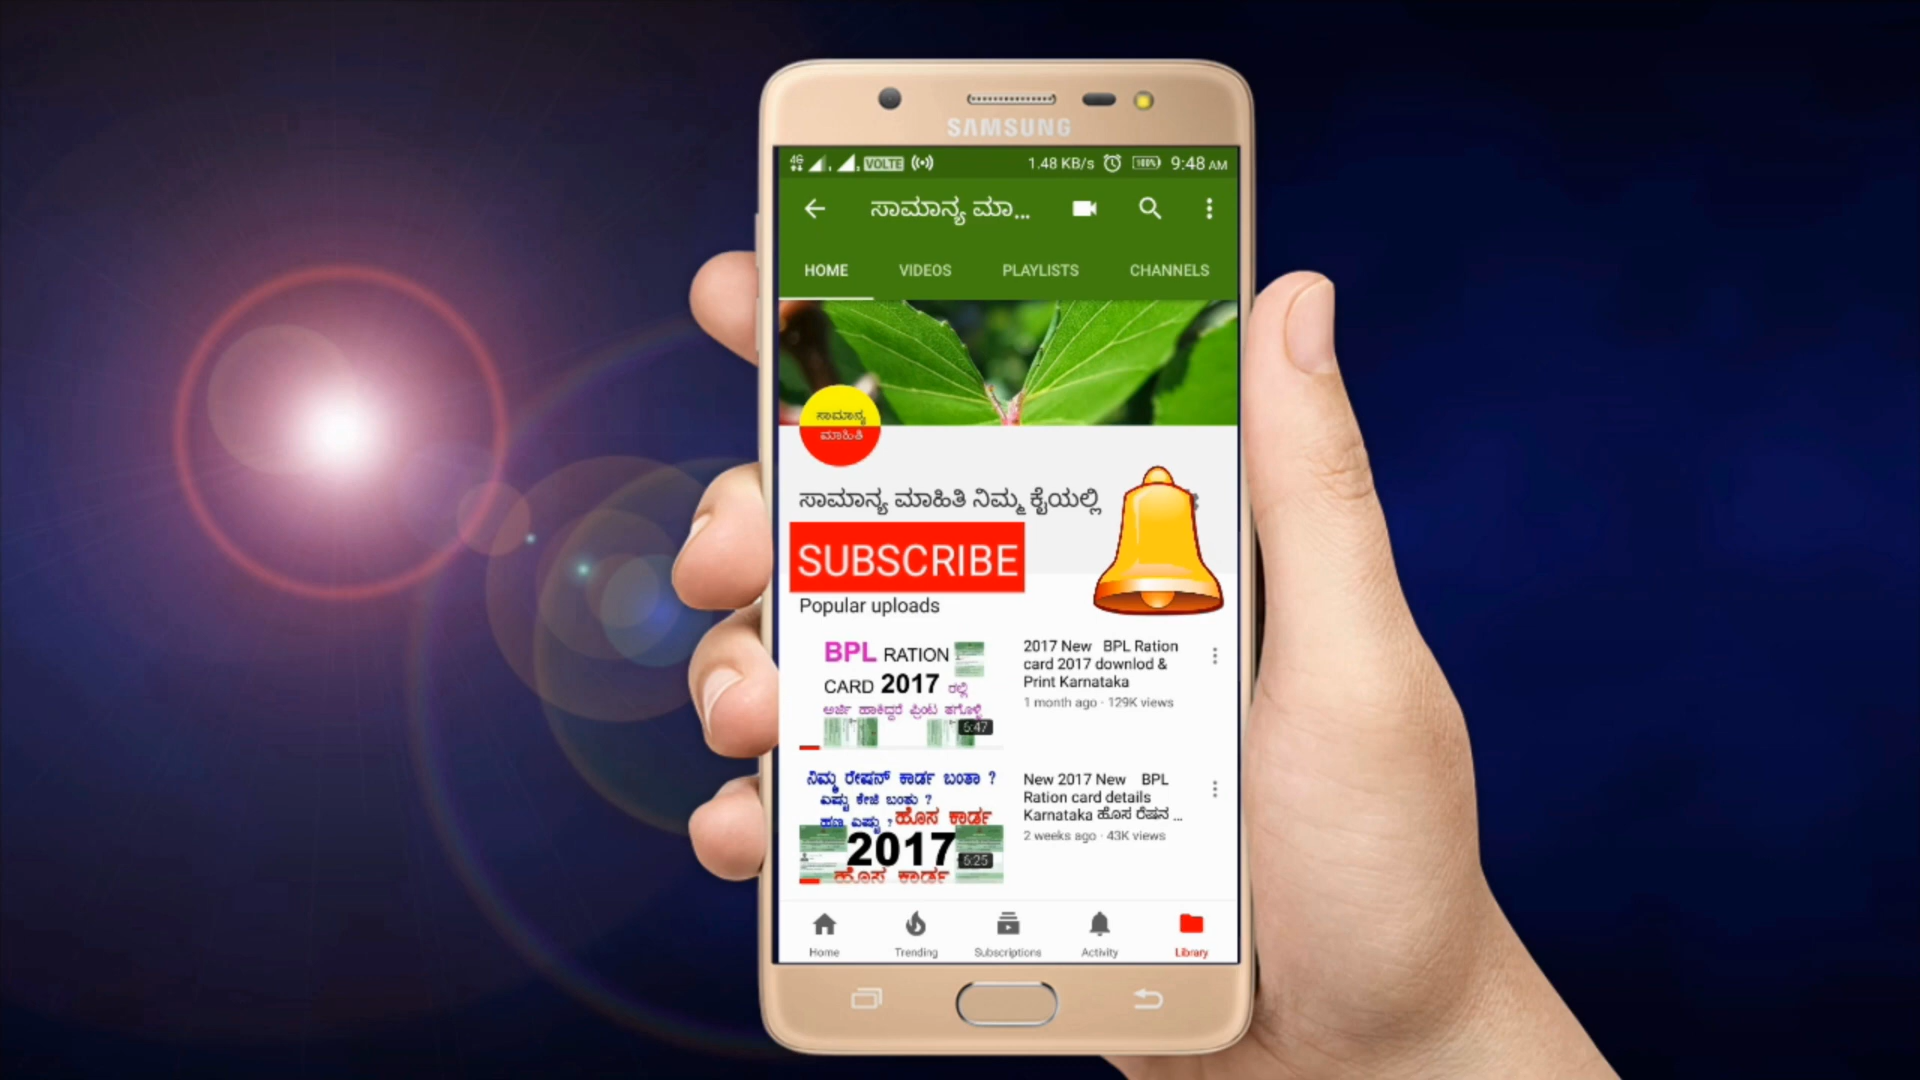 SAMSUNG
4G VOLTE 1.48 KB/s 100% 9:48 AM
ಸಾಮಾನ್ಯ ಮಾ...
HOME VIDEOS PLAYLISTS CHANNELS
ಸಾಮಾನ್ಯ
ಮಾಹಿತಿ
ಸಾಮಾನ್ಯ ಮಾಹಿತಿ ನಿಮ್ಮ ಕೈಯಲ್ಲಿ
SUBSCRIBE
Popular uploads
BPL RATION
CARD 2017 ರಲ್ಲಿ
ಅರ್ಜಿ ಹಾಕಿದ್ದರೆ ಪ್ರಿಂಟ ತಗೊಳ್ಳಿ
5:47
2017 New BPL Ration
card 2017 downlod &
Print Karnataka
1 month ago · 129K views
ನಿಮ್ಮ ರೇಷನ್ ಕಾರ್ಡ ಬಂತಾ ?
ಎಷ್ಟು ಕೇಜಿ ಬಂತು ?
ಹಣ ಎಷ್ಟು ? ಹೊಸ ಕಾರ್ಡ
2017
5:25
ಹೊಸ ಕಾರ್ಡ
New 2017 New BPL
Ration card details
Karnataka ಹೊಸ ರೆಷನ ...
2 weeks ago · 43K views
Home Trending Subscriptions Activity Library